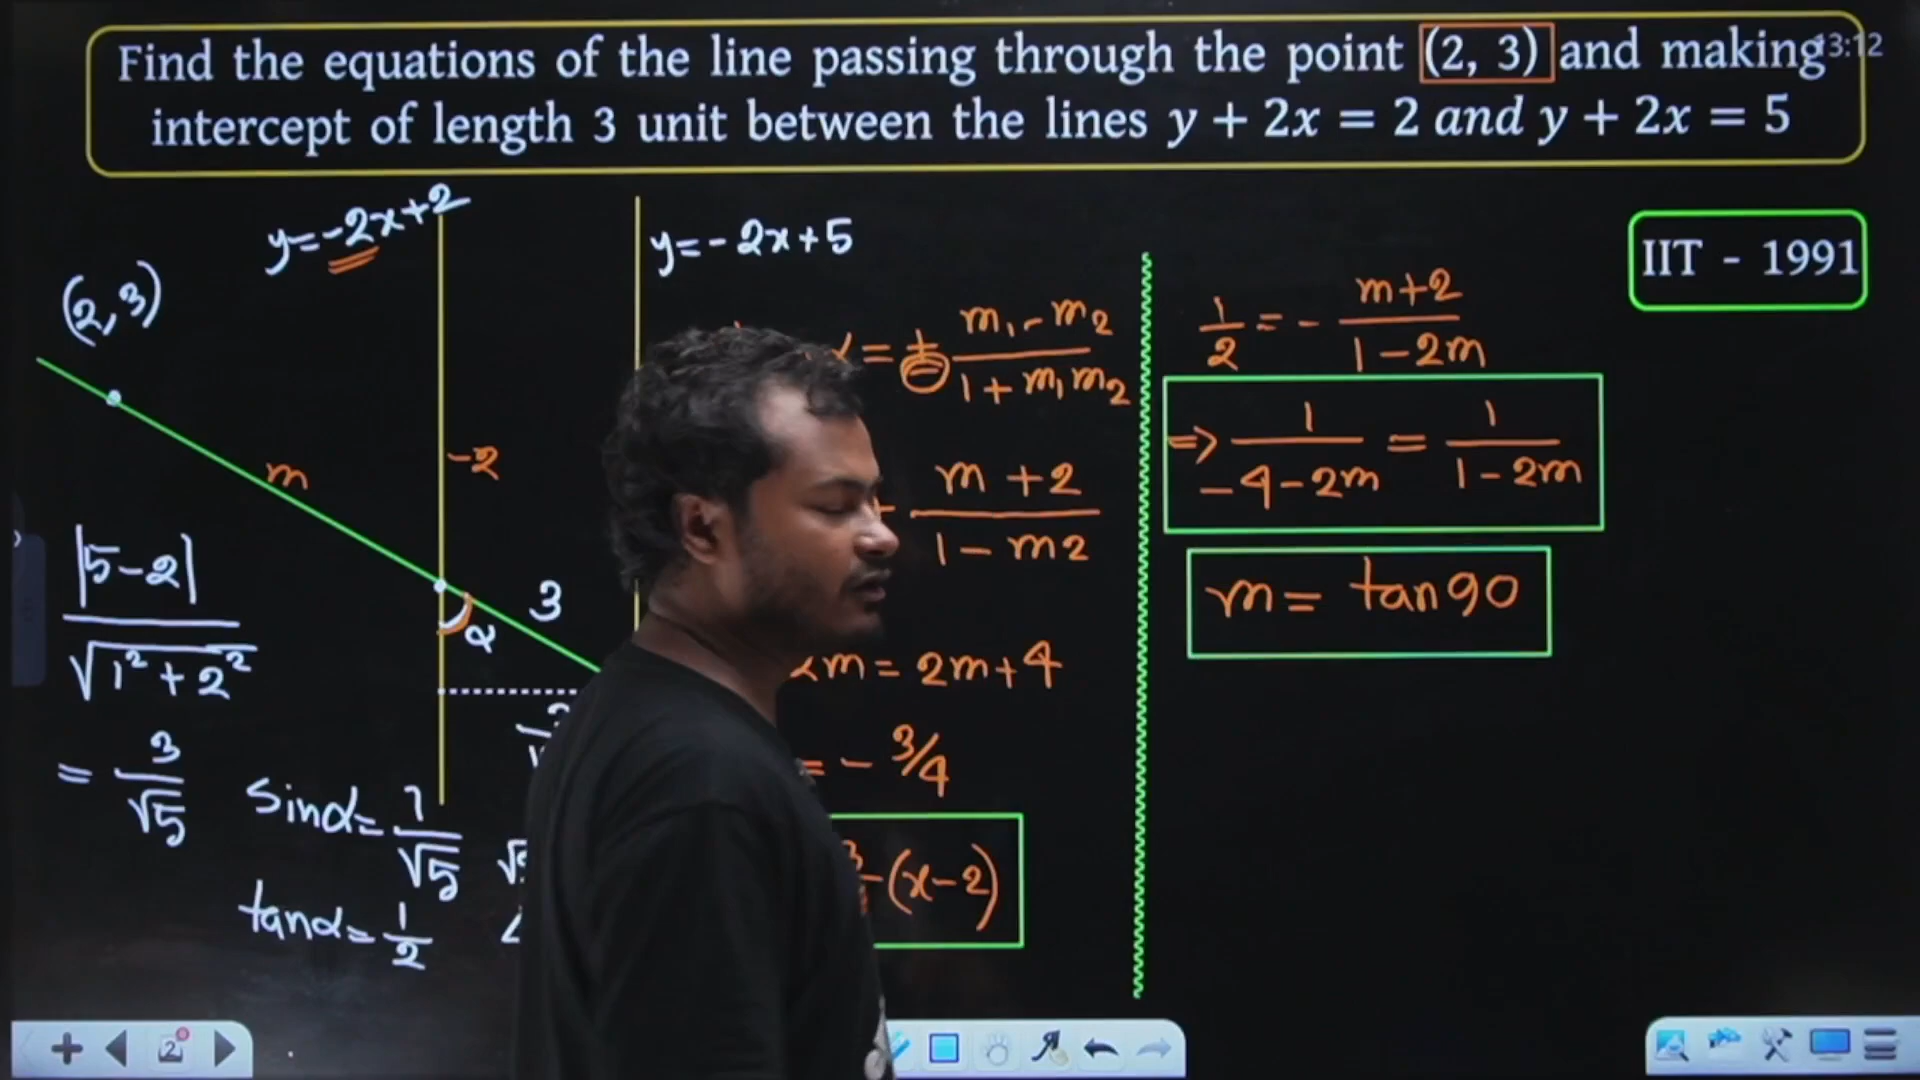 Find the equations of the line passing through the point (2, 3) and making
intercept of length 3 unit between the lines y + 2x = 2 and y + 2x = 5
13:12
IIT - 1991
y=-2x+2
y=-2x+5
(2,3)
m
-2
3
α
|5-2|
√1²+2²
= 3/√5
sinα= 1/√5
tanα= 1/2
α = ± m₁-m₂ / 1+m₁m₂
m+2 / 1-m2
2m = 2m+4
= - 3/4
(x-2)
1/2 = - m+2 / 1-2m
=> 1/-4-2m = 1/1-2m
m = tan90
2